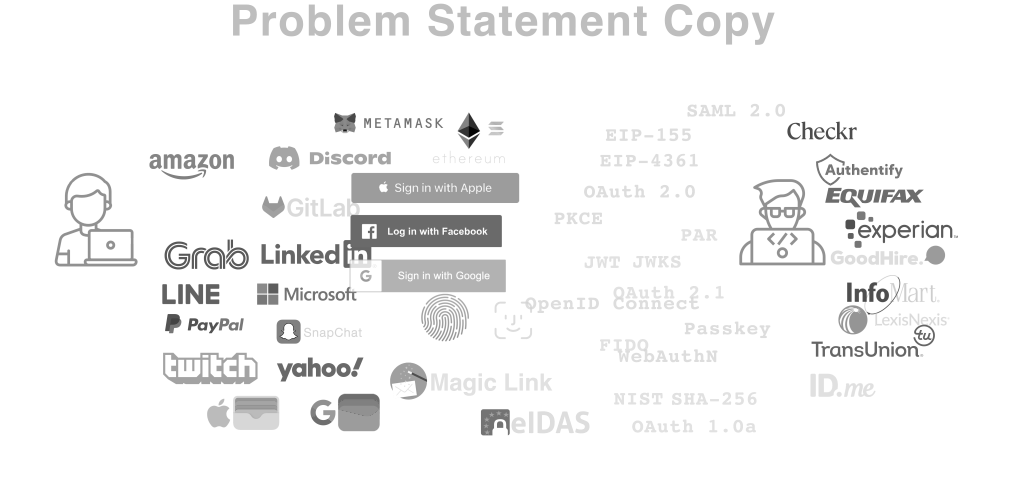 Problem Statement Copy
METAMASK
ethereum
amazon
Discord
Sign in with Apple
GitLab
Log in with Facebook
Grab
Linked in
G Sign in with Google
LINE
Microsoft
PayPal
SnapChat
twitch
yahoo!
Magic Link
G
eIDAS
SAML 2.0
EIP-155
EIP-4361
OAuth 2.0
PKCE
PAR
JWT JWKS
OAuth 2.1
OpenID Connect
Passkey
FIDO
WebAuthN
NIST SHA-256
OAuth 1.0a
Checkr
Authentify
EQUIFAX
experian™
GoodHire.
InfoMart.
LexisNexis
tu
TransUnion
ID.me